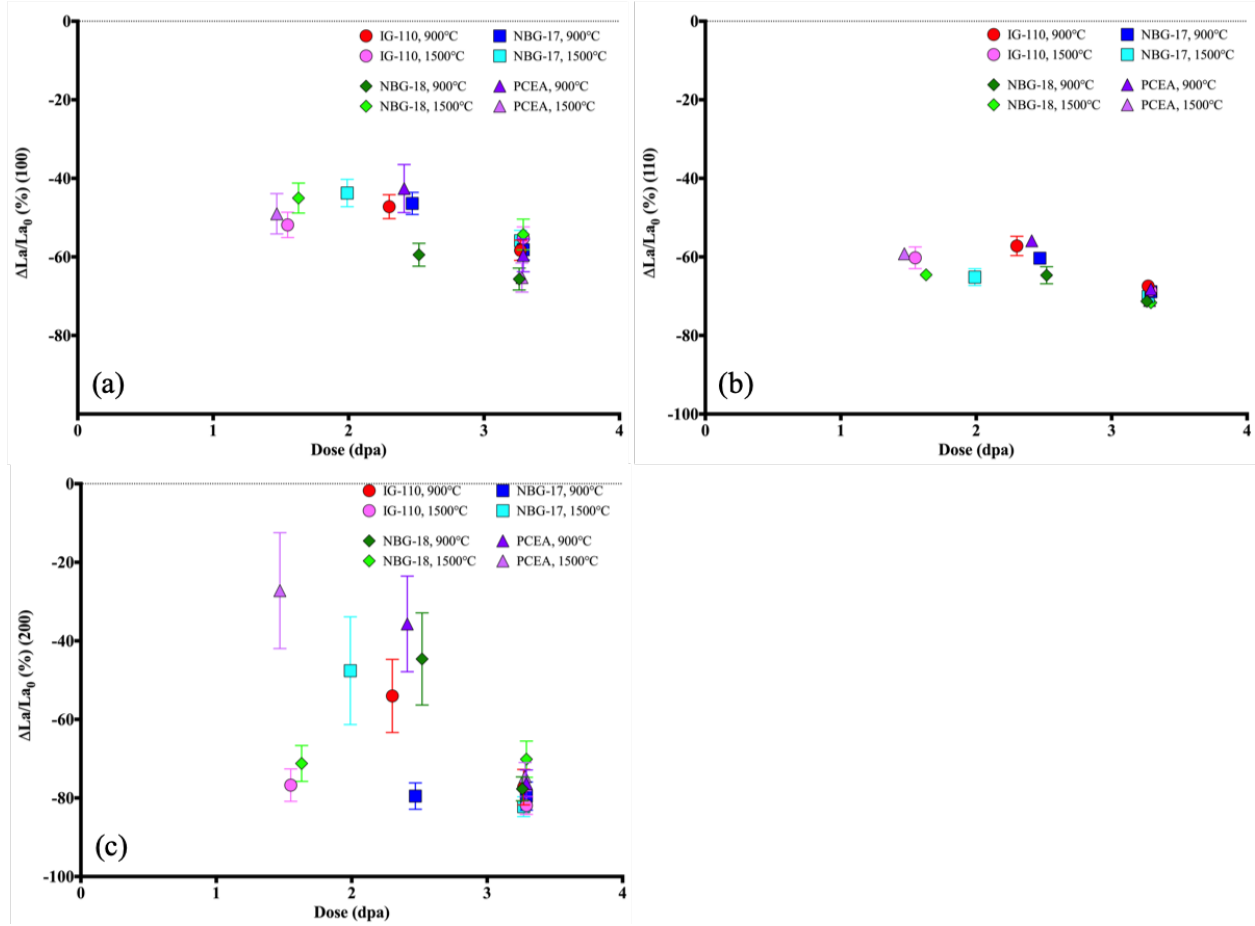 0
-20
-40
-60
-80
ΔLa/La₀ (%) (100)
IG-110, 900°C NBG-17, 900°C
IG-110, 1500°C NBG-17, 1500°C
NBG-18, 900°C PCEA, 900°C
NBG-18, 1500°C PCEA, 1500°C
(a)
0 1 2 3 4
Dose (dpa)
0
-20
-40
-60
-80
-100
ΔLa/La₀ (%) (110)
IG-110, 900°C NBG-17, 900°C
IG-110, 1500°C NBG-17, 1500°C
NBG-18, 900°C PCEA, 900°C
NBG-18, 1500°C PCEA, 1500°C
(b)
0 1 2 3 4
Dose (dpa)
0
-20
-40
-60
-80
-100
ΔLa/La₀ (%) (200)
IG-110, 900°C NBG-17, 900°C
IG-110, 1500°C NBG-17, 1500°C
NBG-18, 900°C PCEA, 900°C
NBG-18, 1500°C PCEA, 1500°C
(c)
0 1 2 3 4
Dose (dpa)